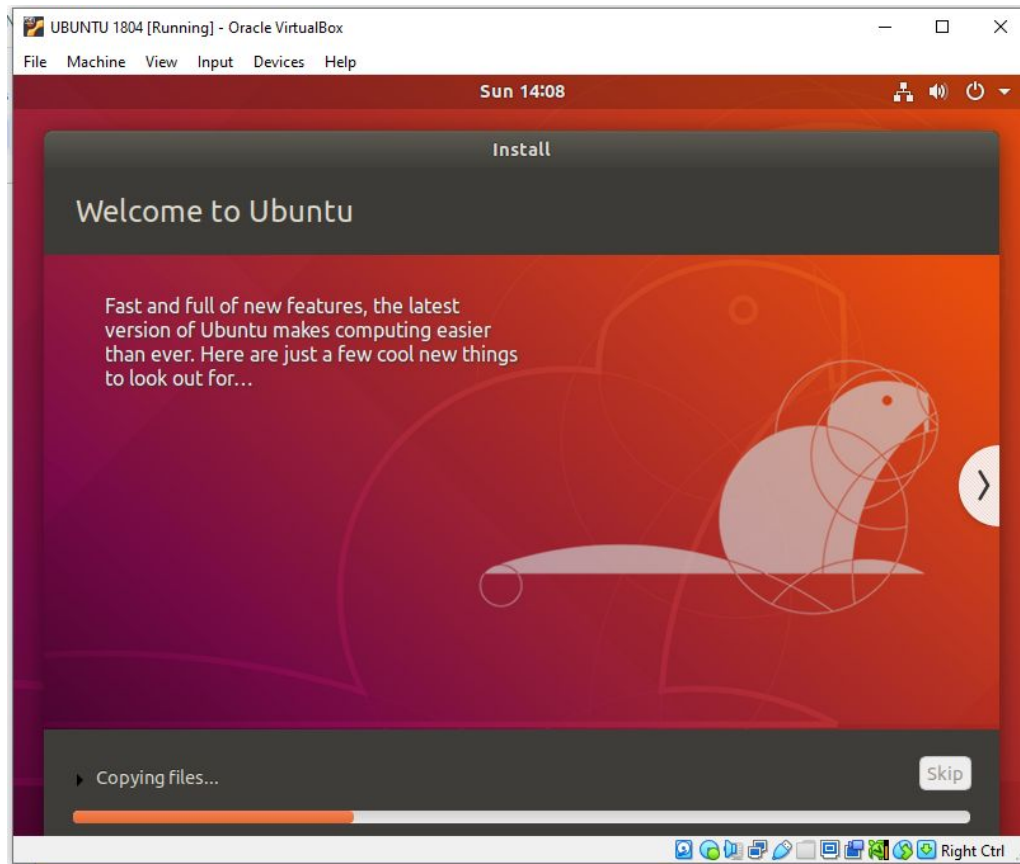 UBUNTU 1804 [Running] - Oracle VirtualBox
File Machine View Input Devices Help
Sun 14:08
Install
Welcome to Ubuntu
Fast and full of new features, the latest
version of Ubuntu makes computing easier
than ever. Here are just a few cool new things
to look out for…
Copying files...
Skip
Right Ctrl